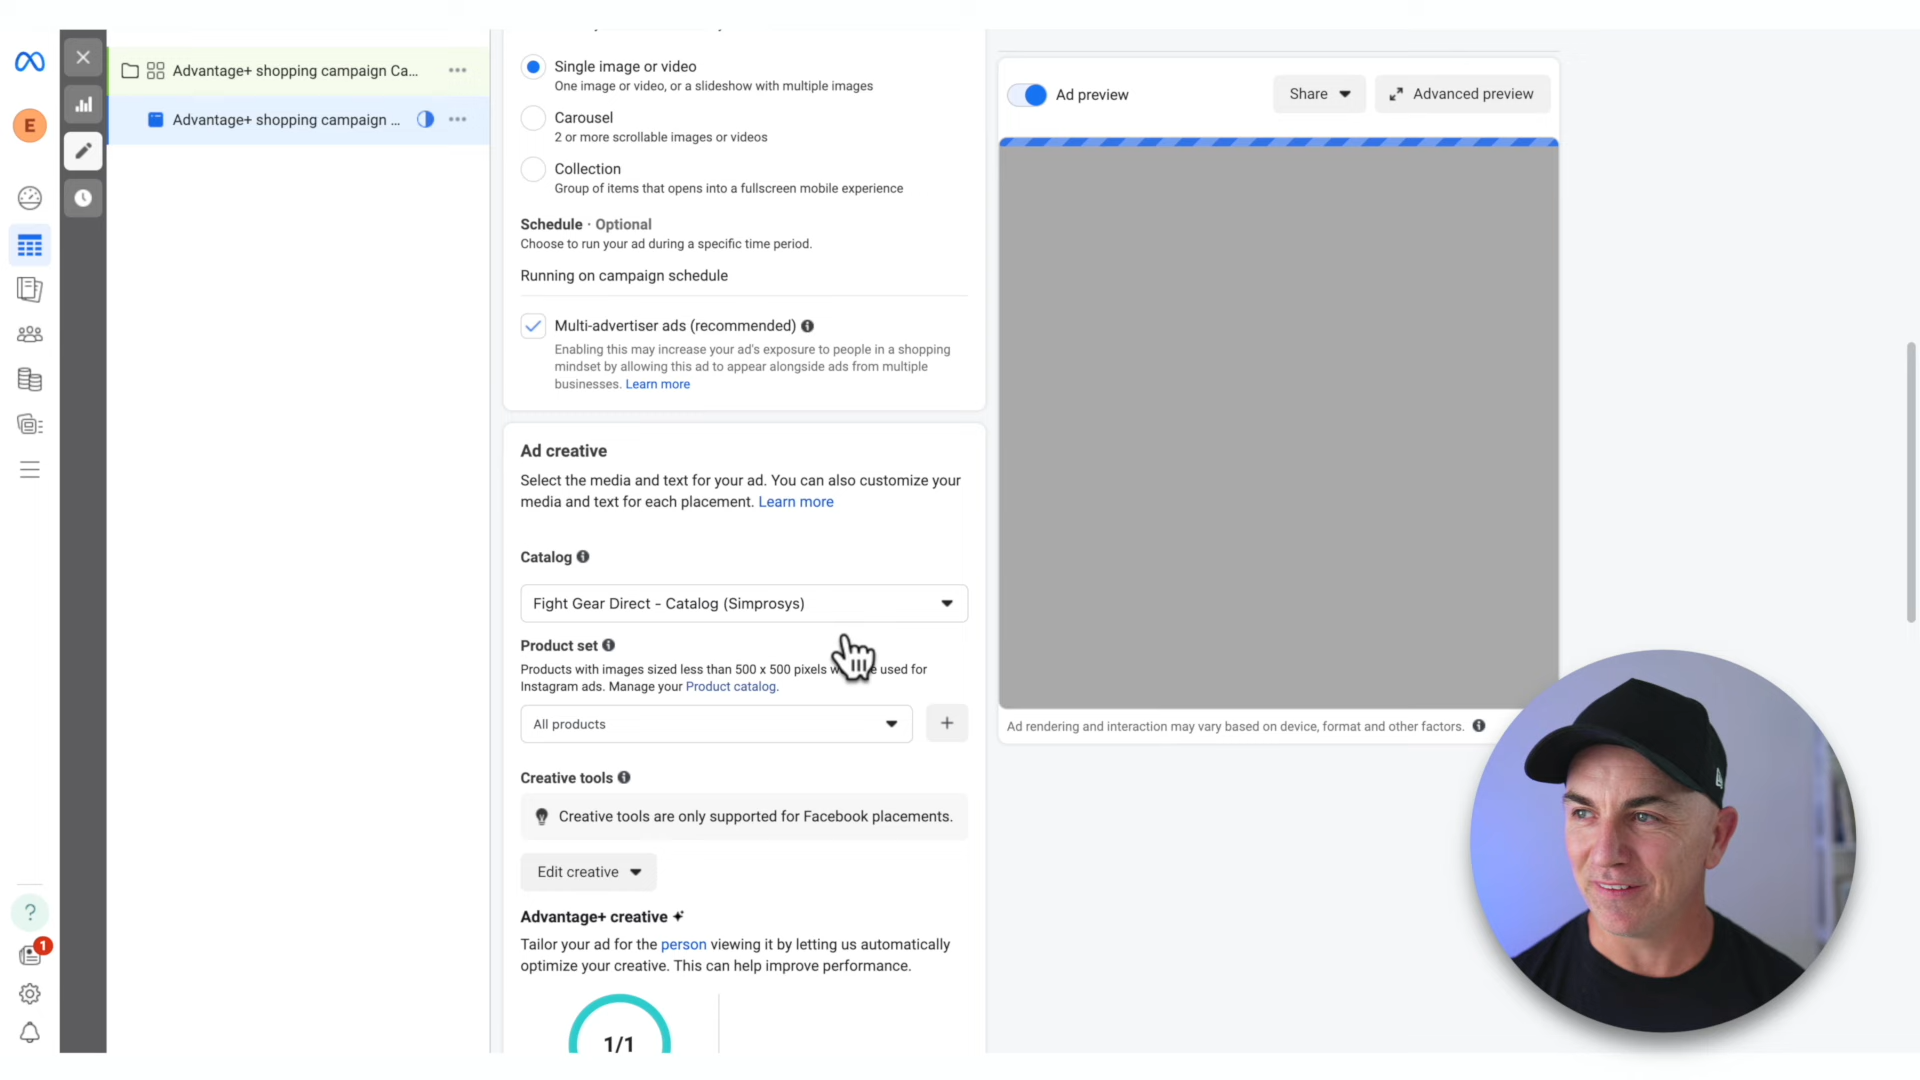 E
Advantage+ shopping campaign Ca...
Advantage+ shopping campaign ...
Single image or video
One image or video, or a slideshow with multiple images
Carousel
2 or more scrollable images or videos
Collection
Group of items that opens into a fullscreen mobile experience
Schedule · Optional
Choose to run your ad during a specific time period.
Running on campaign schedule
Multi-advertiser ads (recommended)
Enabling this may increase your ad's exposure to people in a shopping
mindset by allowing this ad to appear alongside ads from multiple
businesses. Learn more
Ad creative
Select the media and text for your ad. You can also customize your
media and text for each placement. Learn more
Catalog
Fight Gear Direct - Catalog (Simprosys)
Product set
Products with images sized less than 500 x 500 pixels used for
Instagram ads. Manage your Product catalog.
All products
Creative tools
Creative tools are only supported for Facebook placements.
Edit creative
Advantage+ creative
Tailor your ad for the person viewing it by letting us automatically
optimize your creative. This can help improve performance.
1/1
Ad preview
Share
Advanced preview
Ad rendering and interaction may vary based on device, format and other factors.
?
1